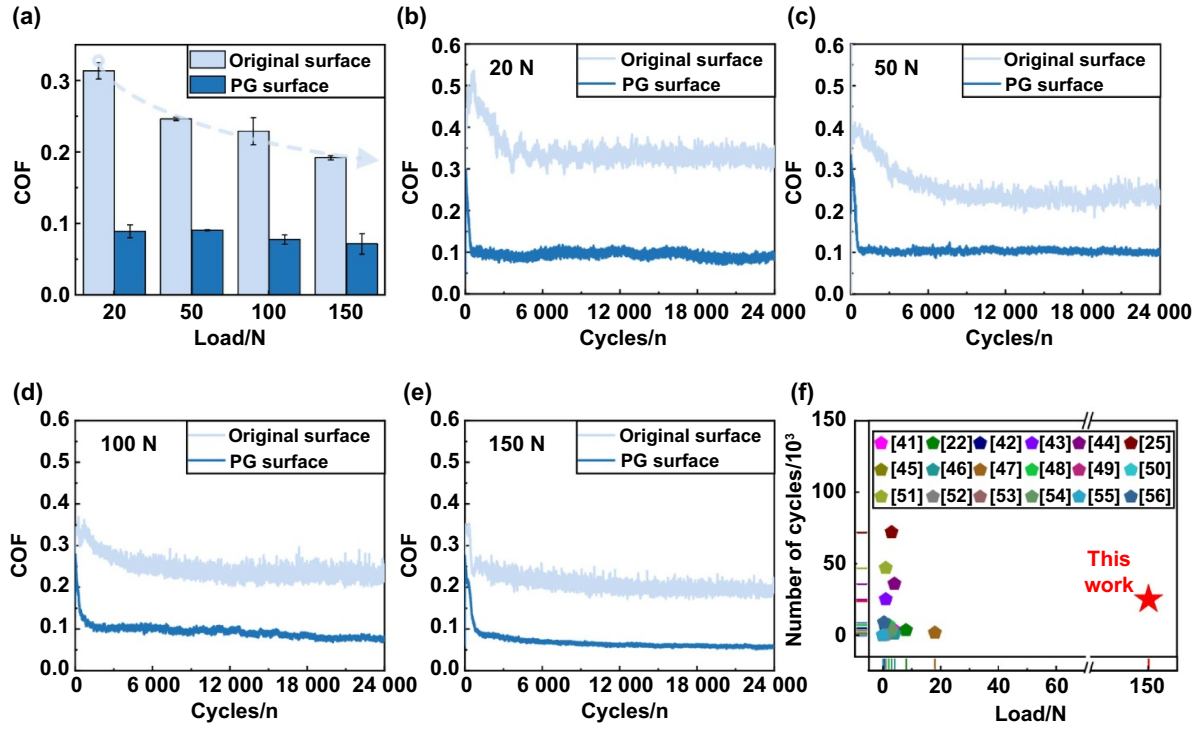 (a)
COF
0.3
0.2
0.1
0.0
Original surface
PG surface
20 50 100 150
Load/N
(b)
COF
0.6
0.5
0.4
0.3
0.2
0.1
0.0
20 N
Original surface
PG surface
0 6 000 12 000 18 000 24 000
Cycles/n
(c)
COF
0.6
0.5
0.4
0.3
0.2
0.1
0.0
50 N
Original surface
PG surface
0 6 000 12 000 18 000 24 000
Cycles/n
(d)
COF
0.6
0.5
0.4
0.3
0.2
0.1
0.0
100 N
Original surface
PG surface
0 6 000 12 000 18 000 24 000
Cycles/n
(e)
COF
0.6
0.5
0.4
0.3
0.2
0.1
0.0
150 N
Original surface
PG surface
0 6 000 12 000 18 000 24 000
Cycles/n
(f)
Number of cycles/10³
150
100
50
0
[41] [22] [42] [43] [44] [25]
[45] [46] [47] [48] [49] [50]
[51] [52] [53] [54] [55] [56]
This
work
0 20 40 60 150
Load/N